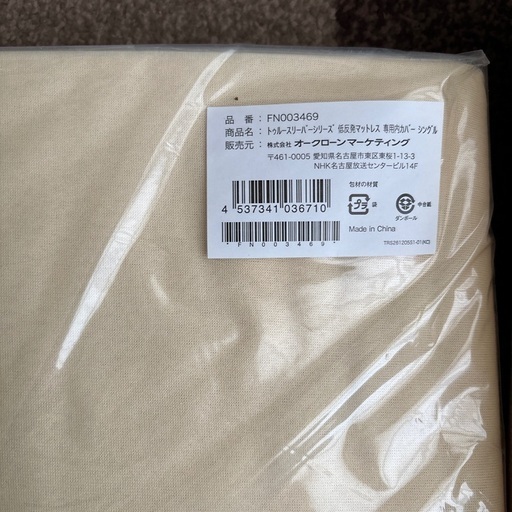 品 番： FN003469
商品名： トゥルースリーパーシリーズ 低反発マットレス 専用内カバー シングル
販売元： 株式会社 オークローンマーケティング
〒461-0005 愛知県名古屋市東区東桜1-13-3
NHK名古屋放送センタービル14F
包材の材質
プラ 袋
ダンボール 中台紙
4 537341 036710
Made in China
*FN003469*